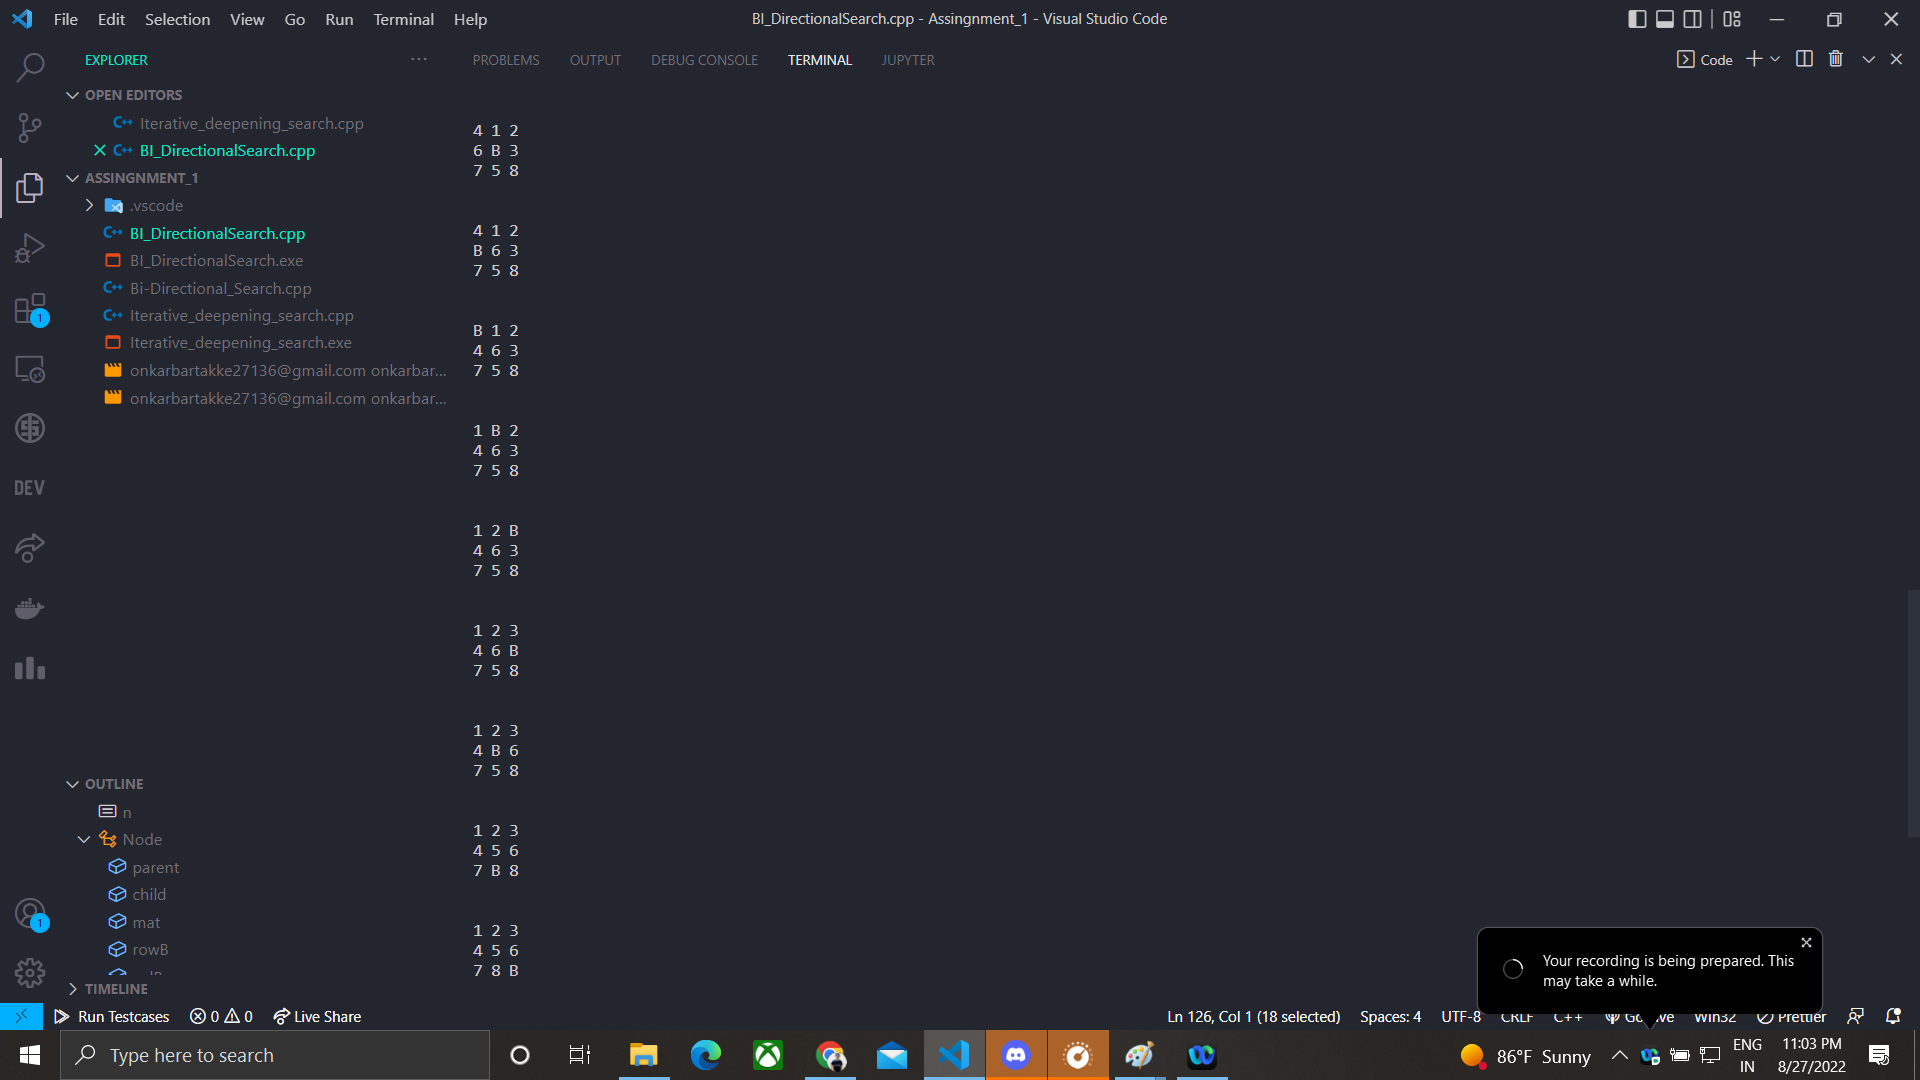 File Edit Selection View Go Run Terminal Help
BI_DirectionalSearch.cpp - Assingnment_1 - Visual Studio Code
EXPLORER
OPEN EDITORS
Iterative_deepening_search.cpp
BI_DirectionalSearch.cpp
ASSINGNMENT_1
.vscode
BI_DirectionalSearch.cpp
BI_DirectionalSearch.exe
Bi-Directional_Search.cpp
Iterative_deepening_search.cpp
Iterative_deepening_search.exe
onkarbartakke27136@gmail.com onkarbar...
onkarbartakke27136@gmail.com onkarbar...
DEV
1
1
OUTLINE
n
Node
parent
child
mat
rowB
TIMELINE
PROBLEMS OUTPUT DEBUG CONSOLE TERMINAL JUPYTER
Code
4 1 2
6 B 3
7 5 8
4 1 2
B 6 3
7 5 8
B 1 2
4 6 3
7 5 8
1 B 2
4 6 3
7 5 8
1 2 B
4 6 3
7 5 8
1 2 3
4 6 B
7 5 8
1 2 3
4 B 6
7 5 8
1 2 3
4 5 6
7 B 8
1 2 3
4 5 6
7 8 B
Your recording is being prepared. This
may take a while.
Run Testcases 0 0 Live Share
Ln 126, Col 1 (18 selected) Spaces: 4 UTF-8 CRLF C++ Go Live Win32 Prettier
Type here to search
86°F Sunny
ENG
IN
11:03 PM
8/27/2022